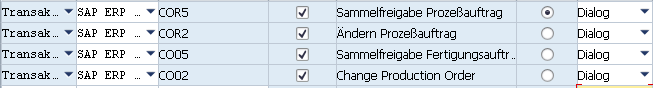 Transak... SAP ERP ... COR5 Sammelfreigabe Prozeßauftrag Dialog
Transak... SAP ERP ... COR2 Ändern Prozeßauftrag Dialog
Transak... SAP ERP ... CO05 Sammelfreigabe Fertigungsauftr... Dialog
Transak... SAP ERP ... CO02 Change Production Order Dialog